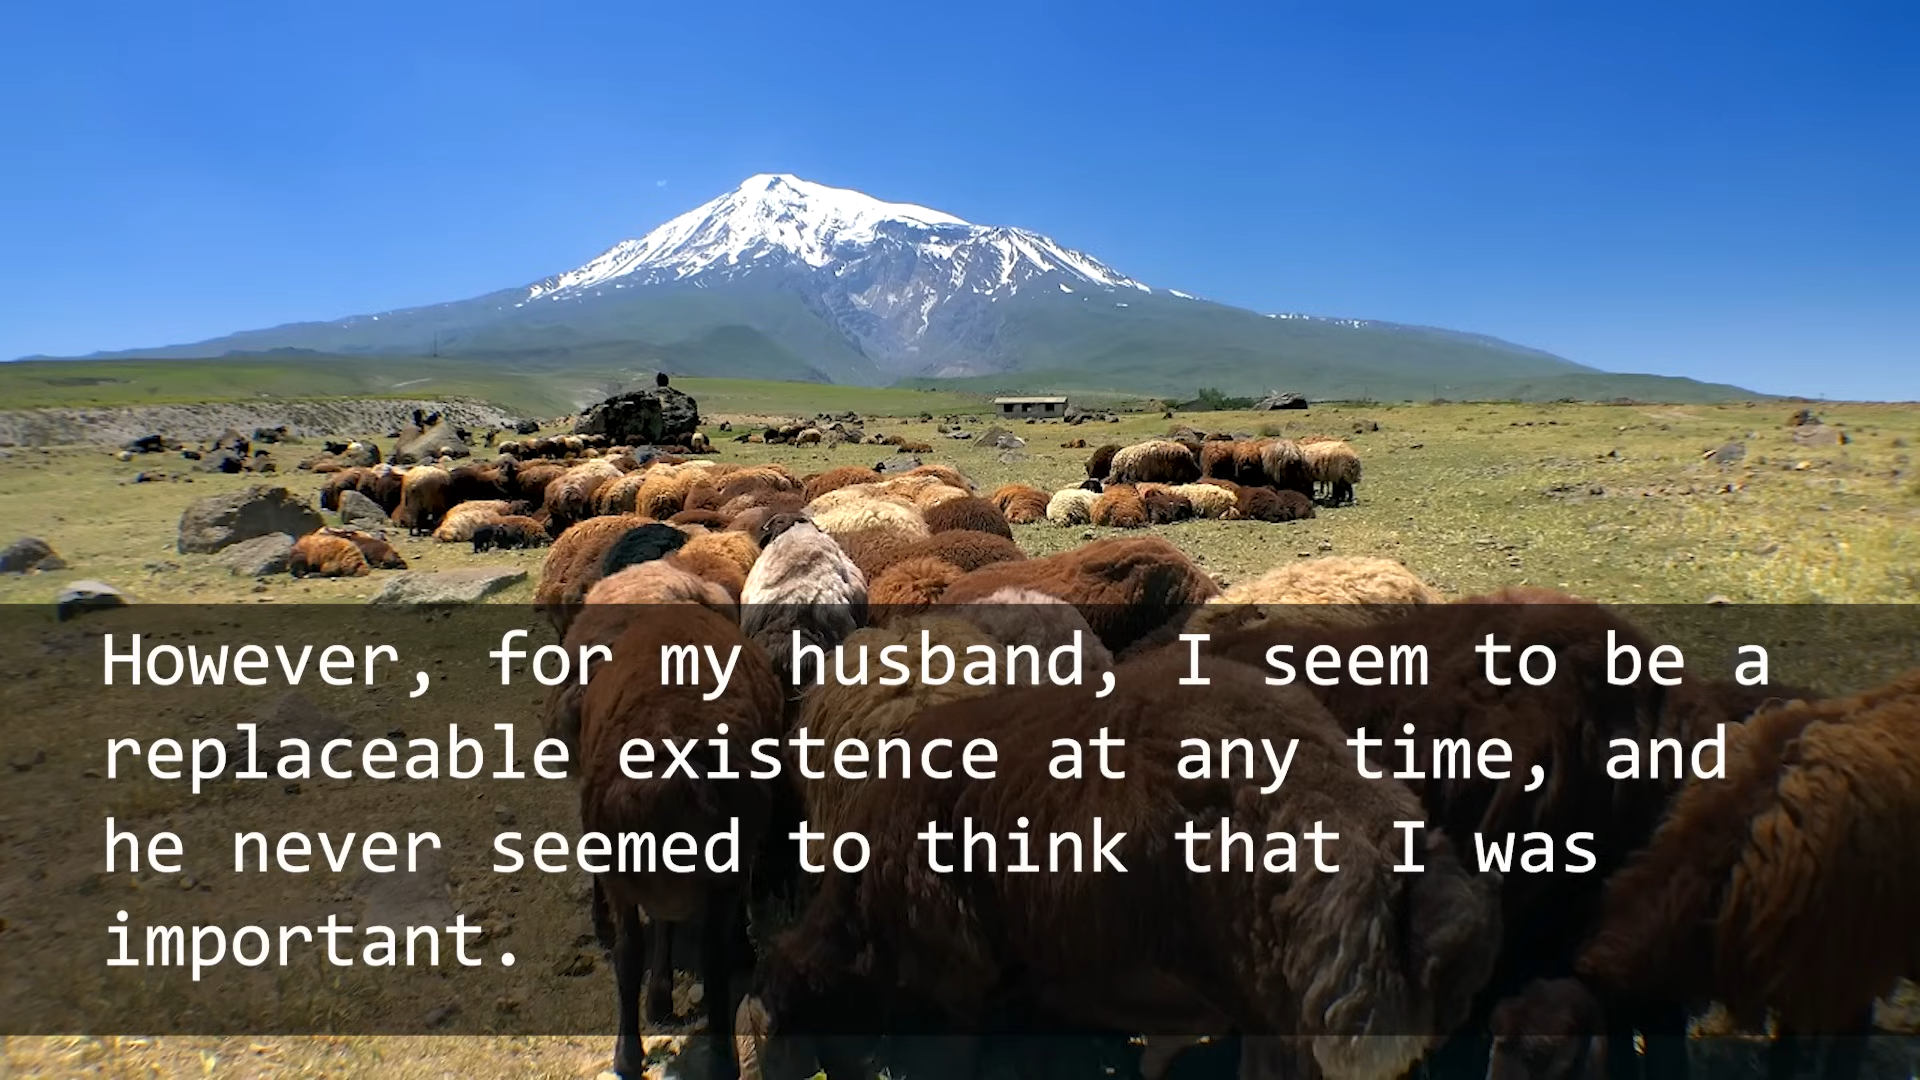 However, for my husband, I seem to be a
replaceable existence at any time, and
he never seemed to think that I was
important.